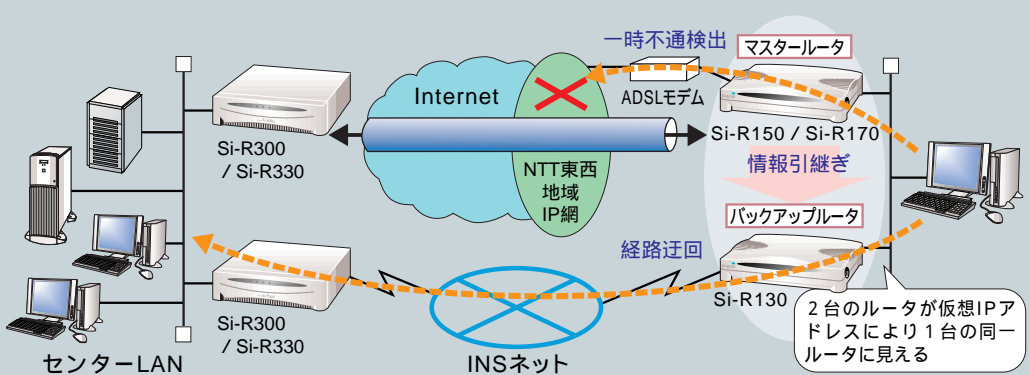 一時不通検出
マスタールータ
Internet
ADSLモデム
Si-R300
/ Si-R330
Si-R150 / Si-R170
NTT東西
地域
IP網
情報引継ぎ
バックアップルータ
経路迂回
Si-R300
/ Si-R330
Si-R130
2台のルータが仮想IPア
ドレスにより1台の同一
ルータに見える
センターLAN
INSネット